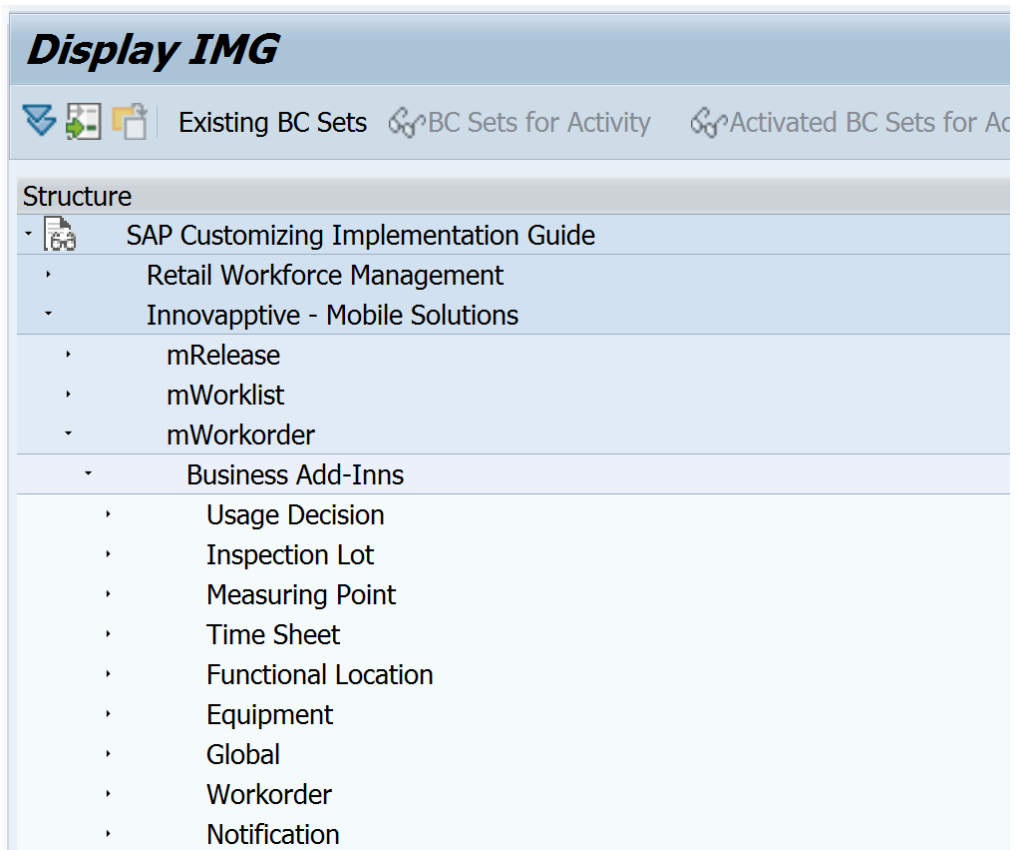 Display IMG
Existing BC Sets BC Sets for Activity Activated BC Sets for Ac
Structure
SAP Customizing Implementation Guide
Retail Workforce Management
Innovapptive - Mobile Solutions
mRelease
mWorklist
mWorkorder
Business Add-Inns
Usage Decision
Inspection Lot
Measuring Point
Time Sheet
Functional Location
Equipment
Global
Workorder
Notification